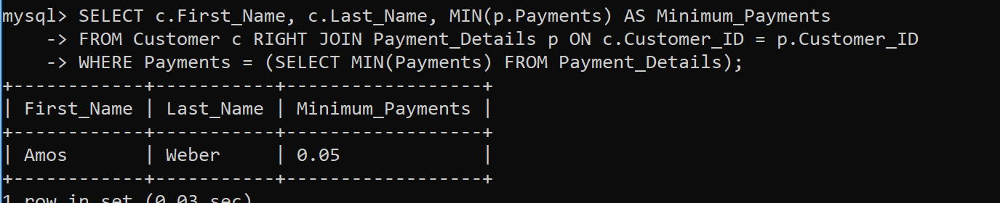 mysql> SELECT c.First_Name, c.Last_Name, MIN(p.Payments) AS Minimum_Payments
    -> FROM Customer c RIGHT JOIN Payment_Details p ON c.Customer_ID = p.Customer_ID
    -> WHERE Payments = (SELECT MIN(Payments) FROM Payment_Details);
+------------+-----------+------------------+
| First_Name | Last_Name | Minimum_Payments |
+------------+-----------+------------------+
| Amos       | Weber     | 0.05             |
+------------+-----------+------------------+
1 row in set (0.03 sec)